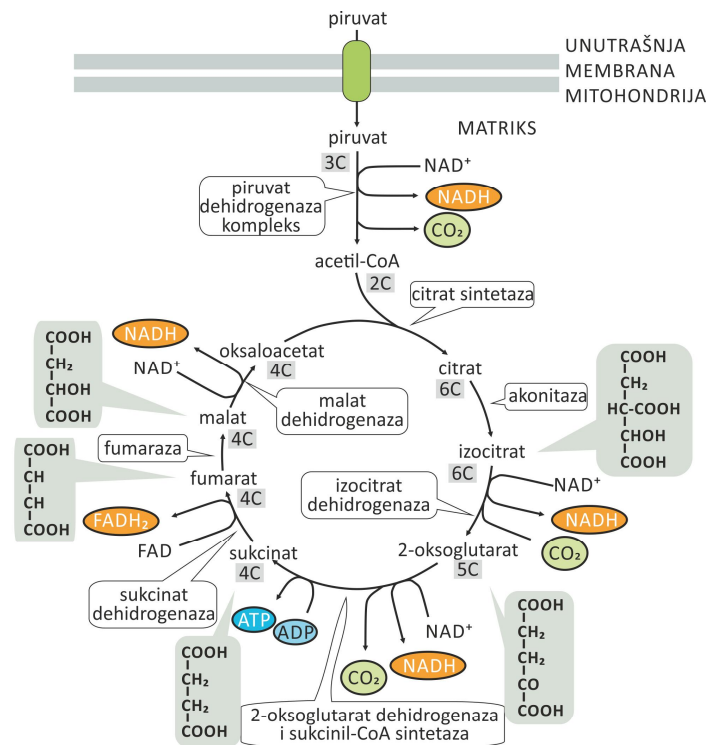 piruvat
UNUTRAŠNJA
MEMBRANA
MITOHONDRIJA
piruvat
MATRIKS
3C
NAD⁺
piruvat
dehidrogenaza
kompleks
NADH
CO₂
acetil-CoA
2C
citrat sintetaza
NADH
oksaloacetat
4C
NAD⁺
citrat
6C
akonitaza
COOH
CH₂
CHOH
COOH
malat
dehidrogenaza
COOH
CH₂
HC-COOH
CHOH
COOH
malat
4C
fumaraza
izocitrat
6C
COOH
CH
CH
COOH
fumarat
4C
izocitrat
dehidrogenaza
NAD⁺
NADH
CO₂
FADH₂
FAD
sukcinat
4C
2-oksoglutarat
5C
sukcinat
dehidrogenaza
ATP
ADP
NAD⁺
NADH
CO₂
COOH
CH₂
CH₂
COOH
COOH
CH₂
CH₂
CO
COOH
2-oksoglutarat dehidrogenaza
i sukcinil-CoA sintetaza